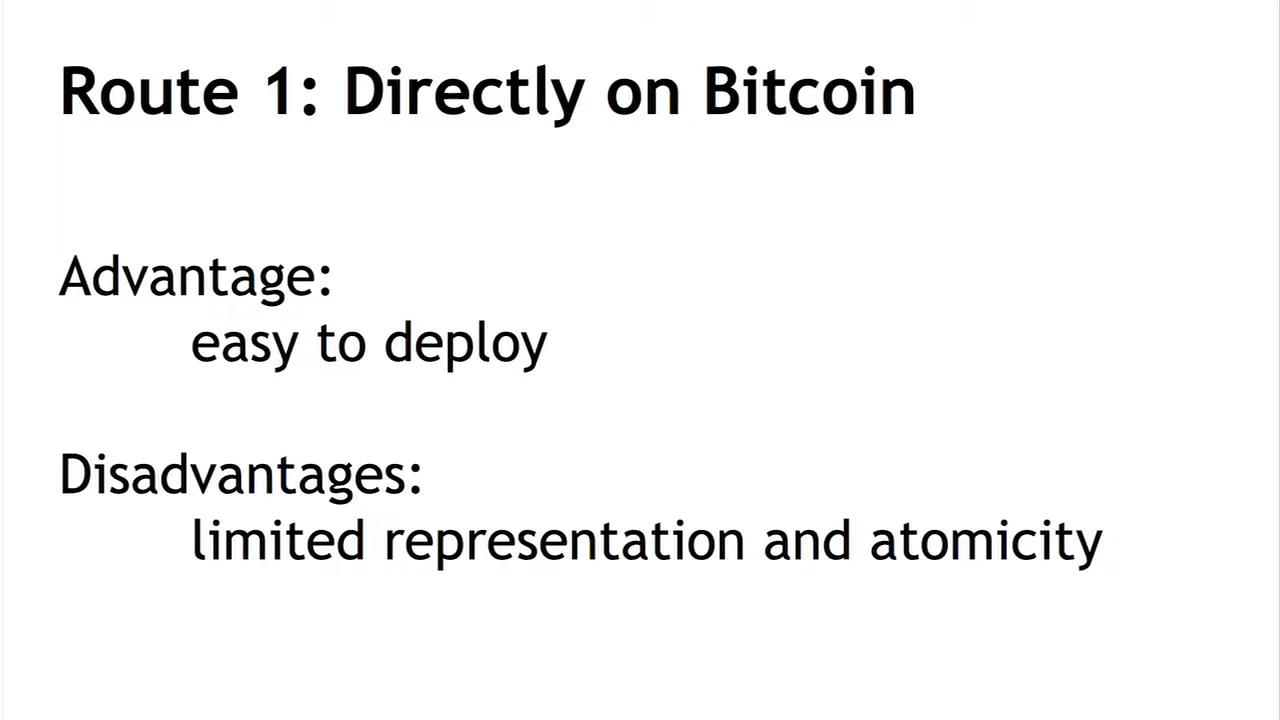 Route 1: Directly on Bitcoin
Advantage:
easy to deploy
Disadvantages:
limited representation and atomicity